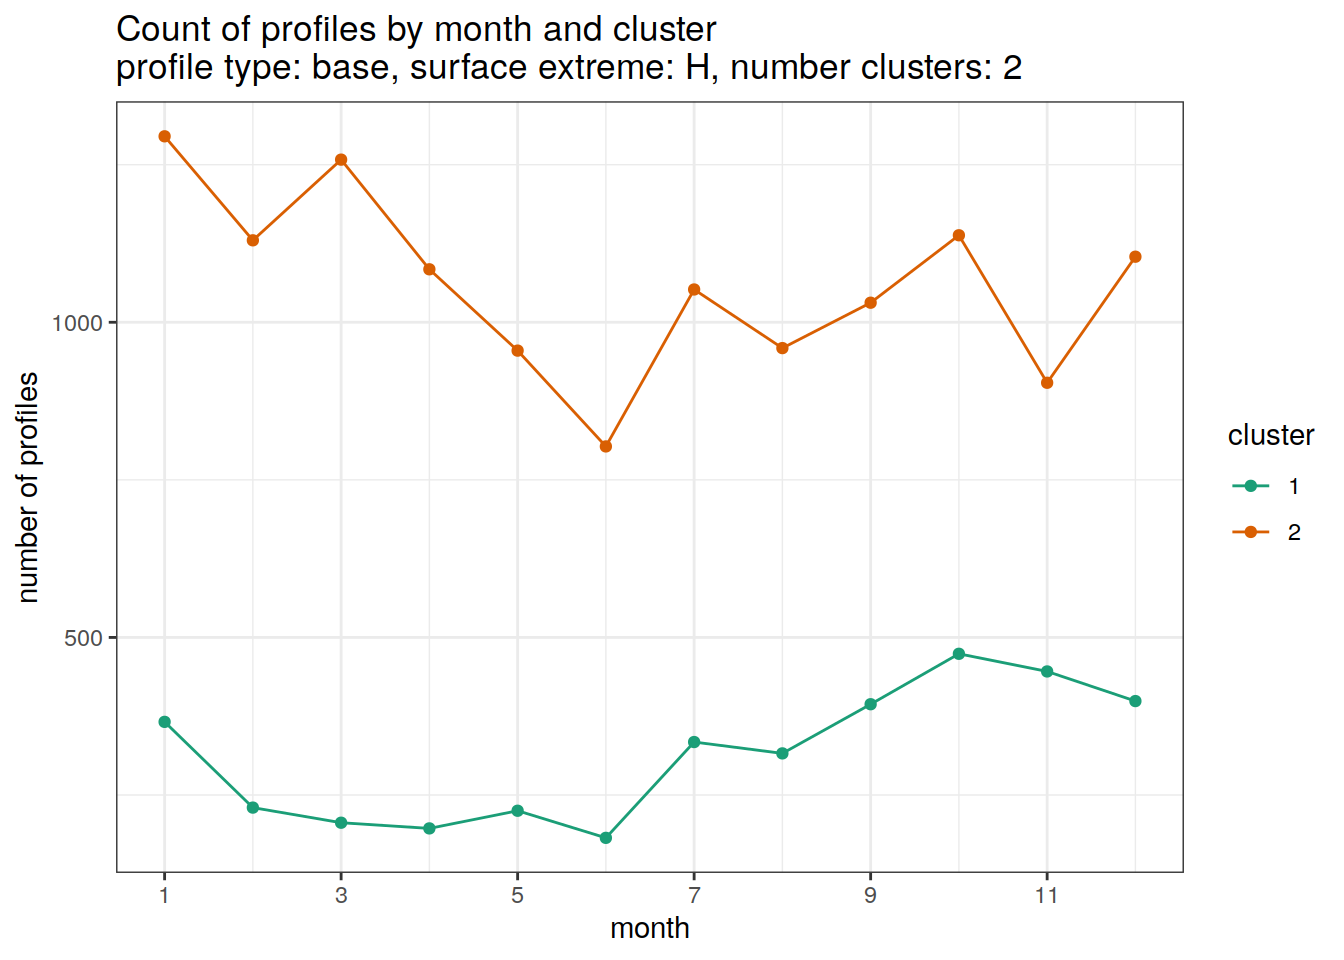 Count of profiles by month and cluster
profile type: base, surface extreme: H, number clusters: 2
1000
500
number of profiles
1
3
5
7
9
11
month
cluster
1
2